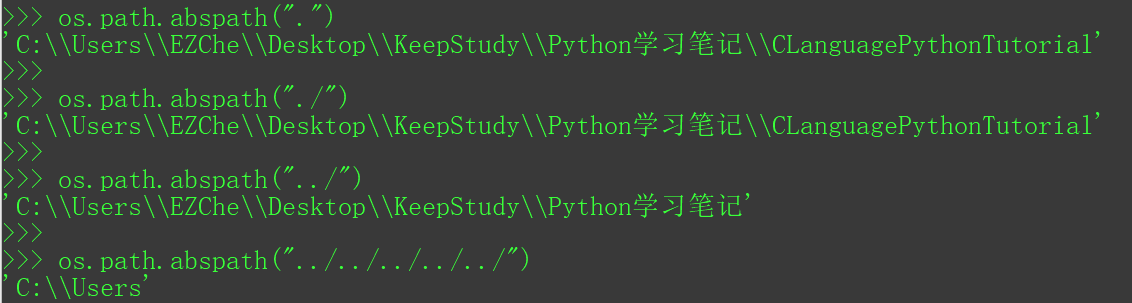 >>> os.path.abspath(".")
'C:\\Users\\EZChe\\Desktop\\KeepStudy\\Python学习笔记\\CLanguagePythonTutorial'
>>>
>>> os.path.abspath("./")
'C:\\Users\\EZChe\\Desktop\\KeepStudy\\Python学习笔记\\CLanguagePythonTutorial'
>>>
>>> os.path.abspath("../")
'C:\\Users\\EZChe\\Desktop\\KeepStudy\\Python学习笔记'
>>>
>>> os.path.abspath("../../../../../")
'C:\\Users'